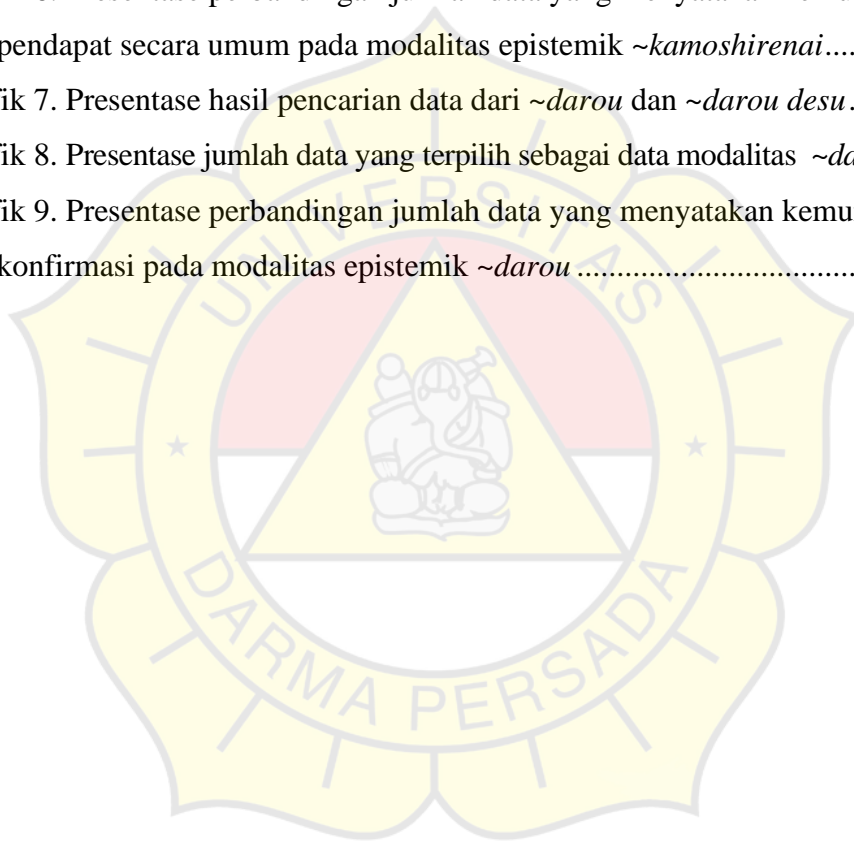 pendapat secara umum pada modalitas epistemik ~kamoshirenai....
fik 7. Presentase hasil pencarian data dari ~darou dan ~darou desu.
fik 8. Presentase jumlah data yang terpilih sebagai data modalitas ~da
fik 9. Presentase perbandingan jumlah data yang menyatakan kemu
konfirmasi pada modalitas epistemik ~darou ...................................
UNIVERSITAS
DARMA PERSADA